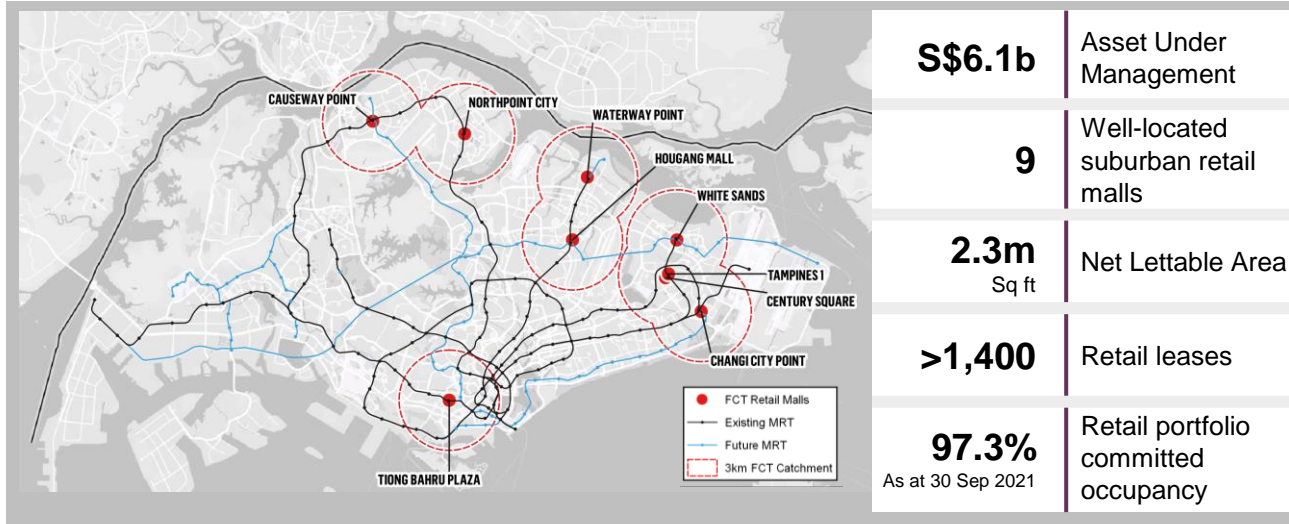 CAUSEWAY POINT
NORTHPOINT CITY
WATERWAY POINT
HOUGANG MALL
WHITE SANDS
TAMPINES 1
CENTURY SQUARE
CHANGI CITY POINT
TIONG BAHRU PLAZA
FCT Retail Malls
Existing MRT
Future MRT
3km FCT Catchment
S$6.1b
Asset Under
Management
9
Well-located
suburban retail
malls
2.3m
Sq ft
Net Lettable Area
>1,400
Retail leases
97.3%
As at 30 Sep 2021
Retail portfolio
committed
occupancy